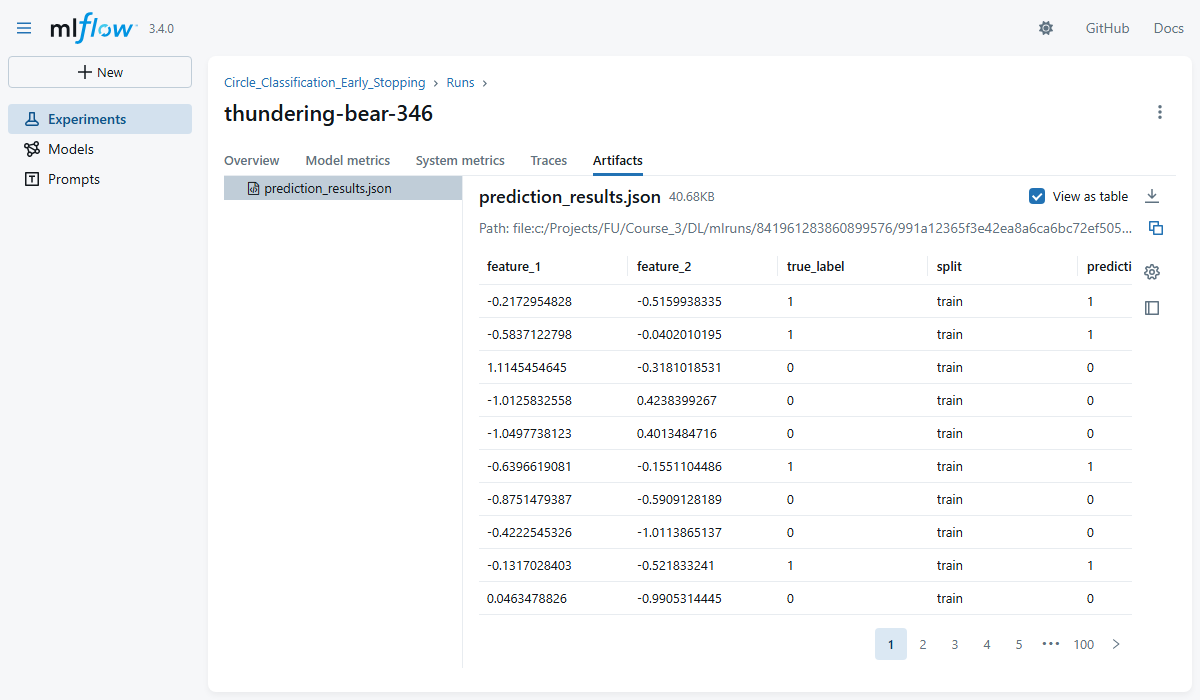 mlflow 3.4.0 GitHub Docs
New
Experiments
Models
Prompts
Circle_Classification_Early_Stopping › Runs ›
thundering-bear-346
Overview Model metrics System metrics Traces Artifacts
prediction_results.json
prediction_results.json 40.68KB View as table
Path: file:c:/Projects/FU/Course_3/DL/mlruns/841961283860899576/991a12365f3e42ea8a6ca6bc72ef505...
feature_1 feature_2 true_label split predicti
-0.2172954828 -0.5159938335 1 train 1
-0.5837122798 -0.0402010195 1 train 1
1.1145454645 -0.3181018531 0 train 0
-1.0125832558 0.4238399267 0 train 0
-1.0497738123 0.4013484716 0 train 0
-0.6396619081 -0.1551104486 1 train 1
-0.8751479387 -0.5909128189 0 train 0
-0.4222545326 -1.0113865137 0 train 0
-0.1317028403 -0.521833241 1 train 1
0.0463478826 -0.9905314445 0 train 0
1 2 3 4 5 ••• 100